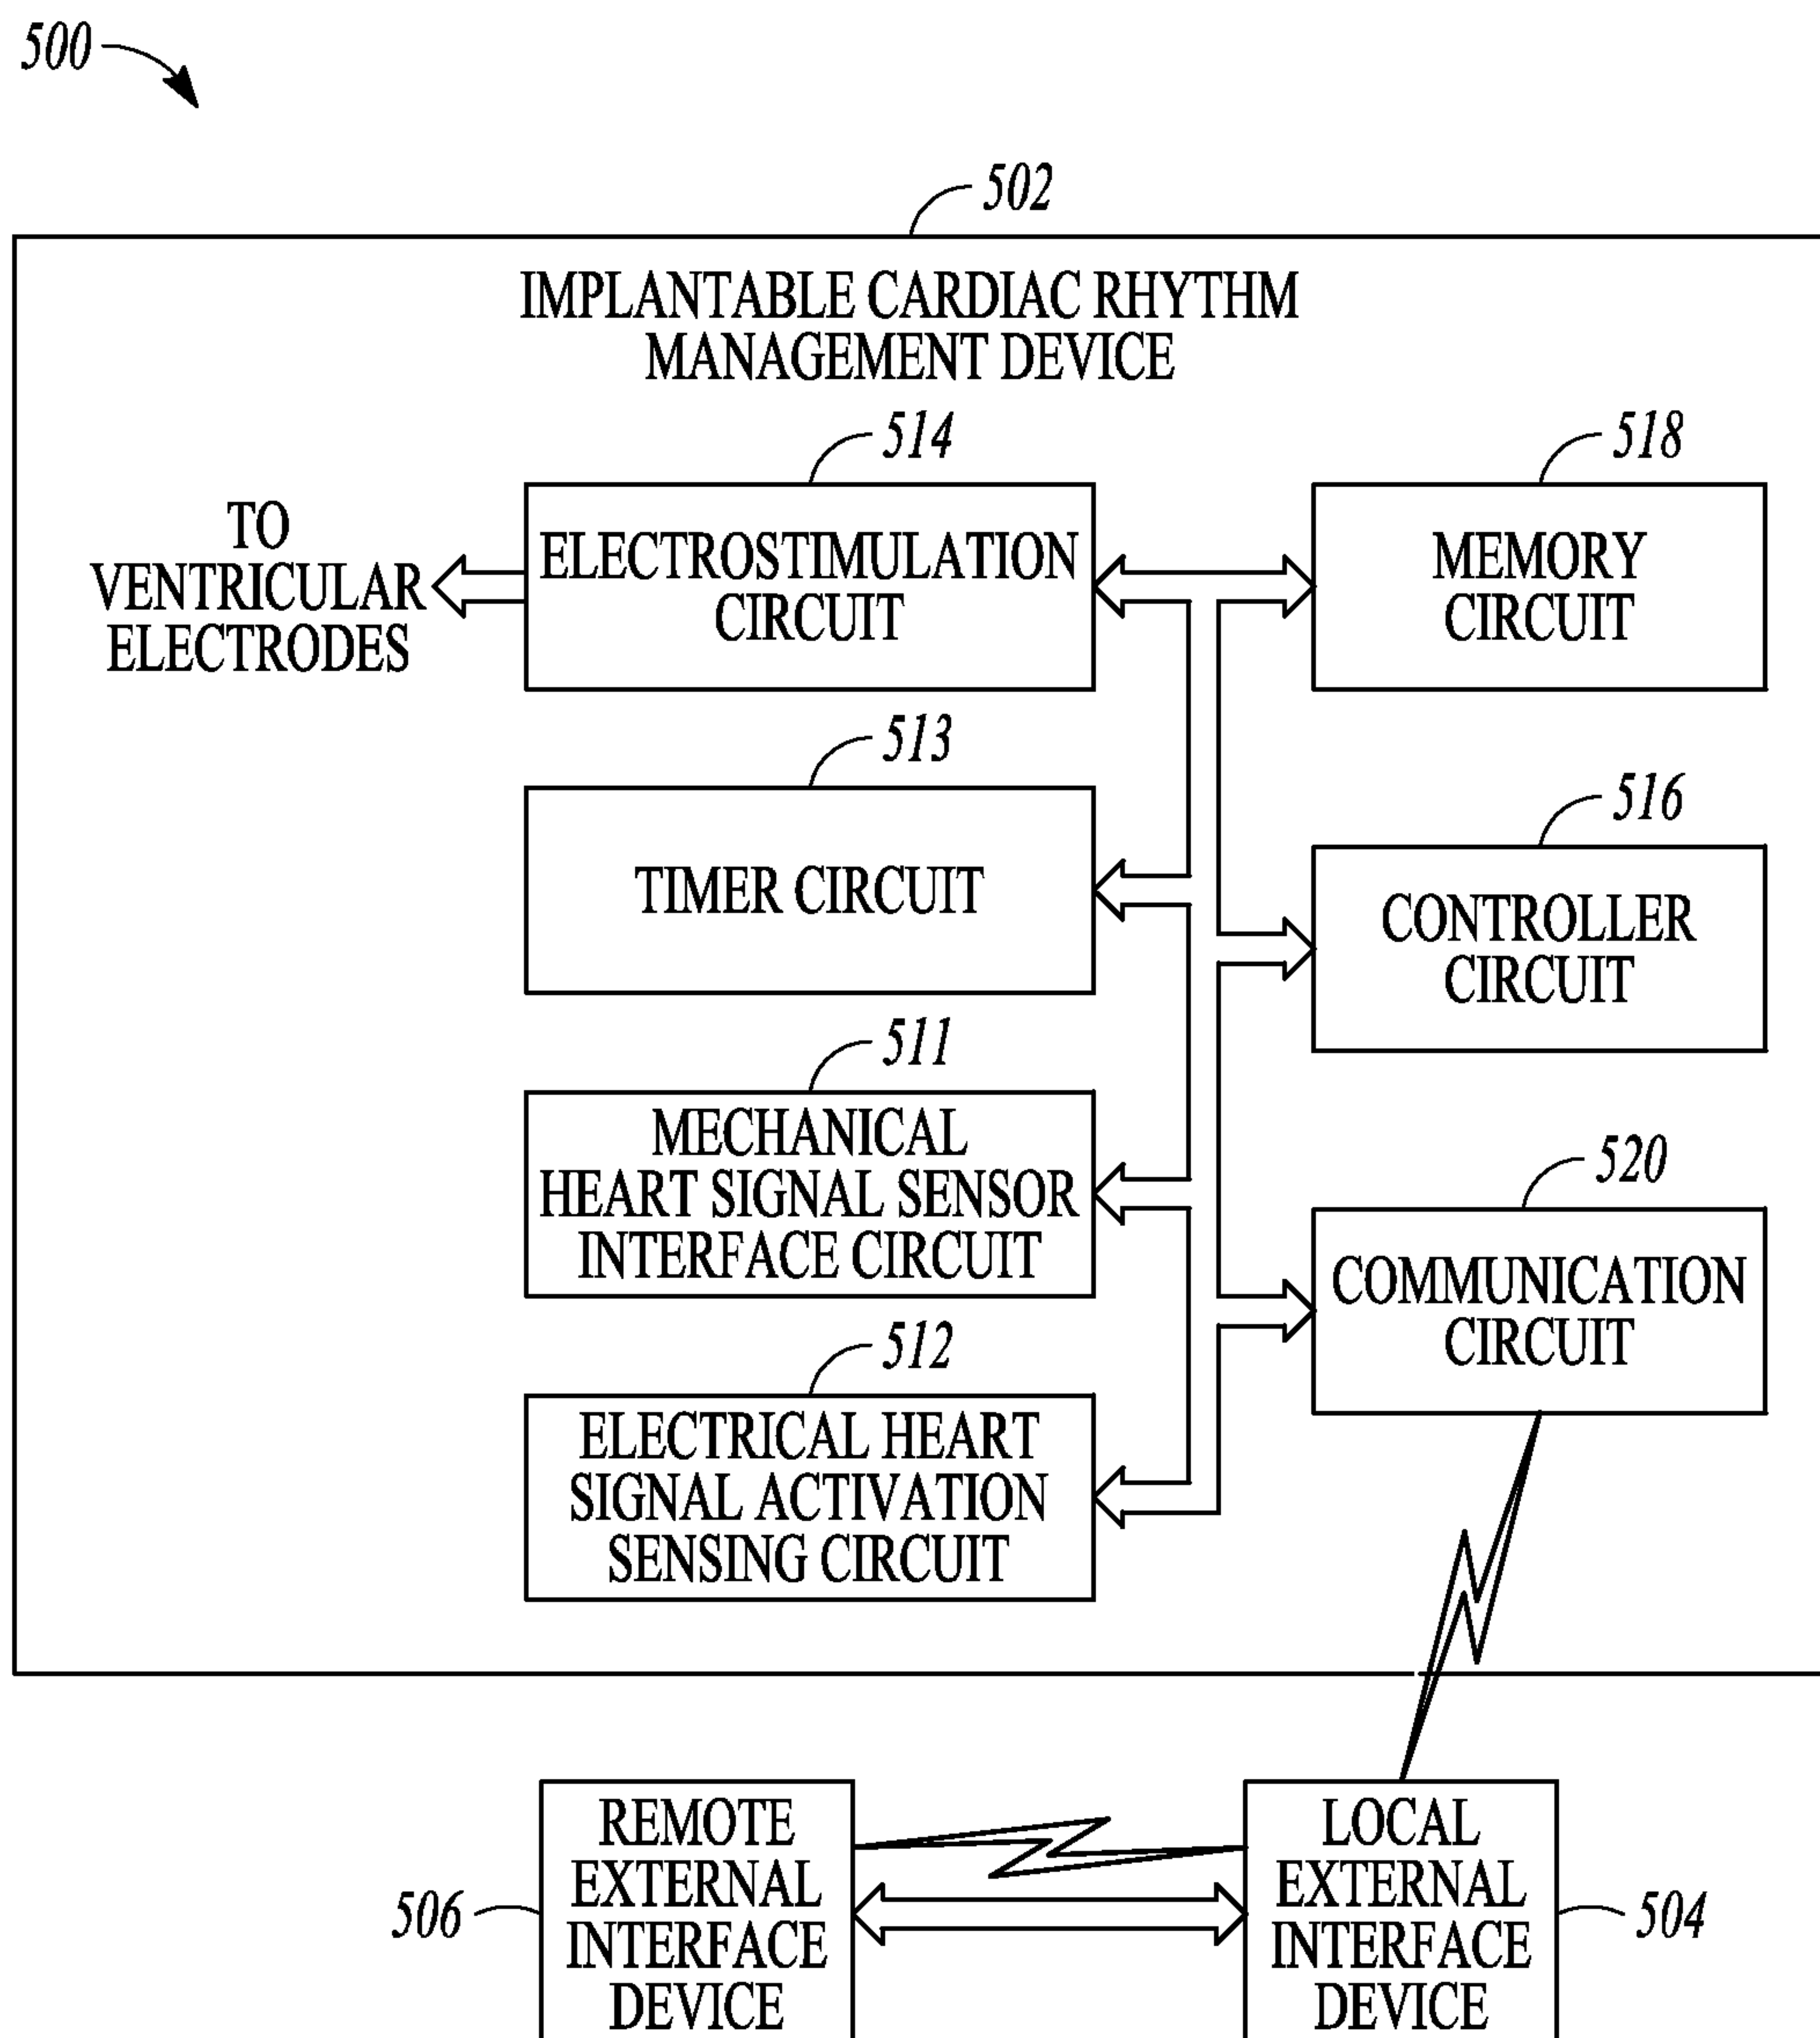 500
502
IMPLANTABLE CARDIAC RHYTHM
MANAGEMENT DEVICE
514
518
TO
VENTRICULAR
ELECTRODES
ELECTROSTIMULATION
CIRCUIT
MEMORY
CIRCUIT
513
516
TIMER CIRCUIT
CONTROLLER
CIRCUIT
511
520
MECHANICAL
HEART SIGNAL SENSOR
INTERFACE CIRCUIT
COMMUNICATION
CIRCUIT
512
ELECTRICAL HEART
SIGNAL ACTIVATION
SENSING CIRCUIT
506
REMOTE
EXTERNAL
INTERFACE
DEVICE
LOCAL
EXTERNAL
INTERFACE
DEVICE
504